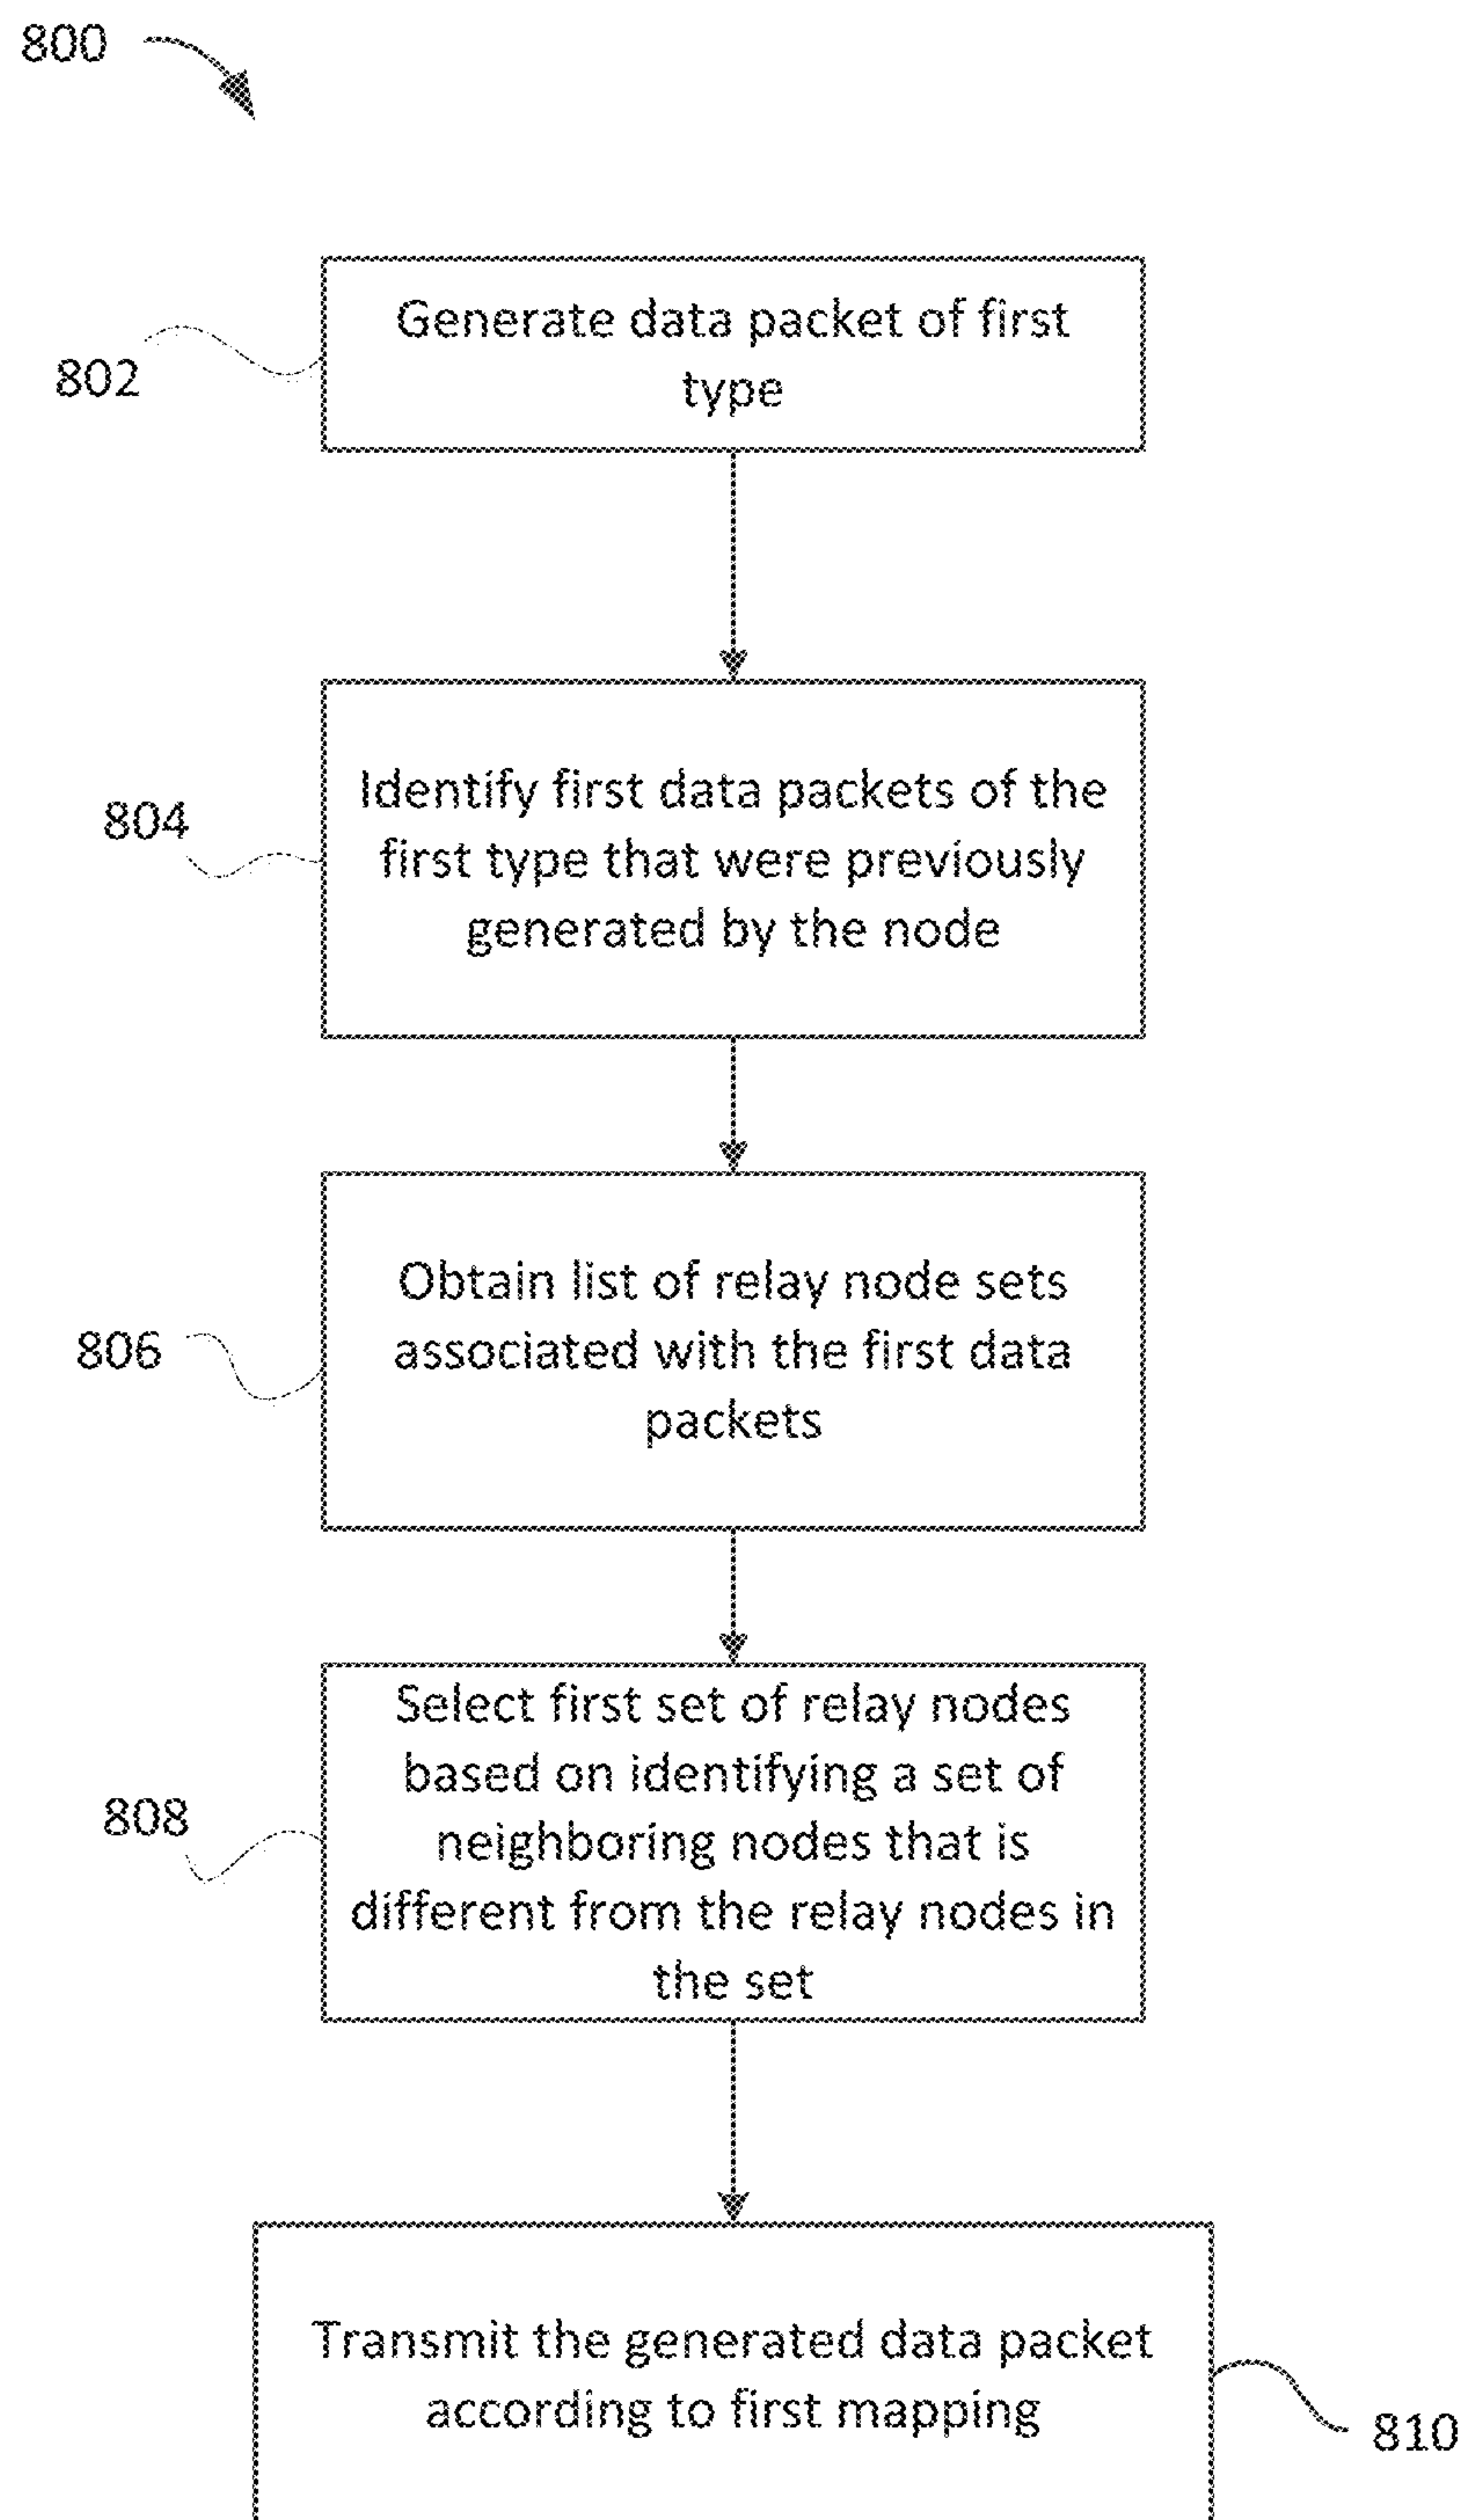 800
Generate data packet of first
type
802
Identify first data packets of the
first type that were previously
generated by the node
804
Obtain list of relay node sets
associated with the first data
packets
806
Select first set of relay nodes
based on identifying a set of
neighboring nodes that is
different from the relay nodes in
the set
808
Transmit the generated data packet
according to first mapping
810